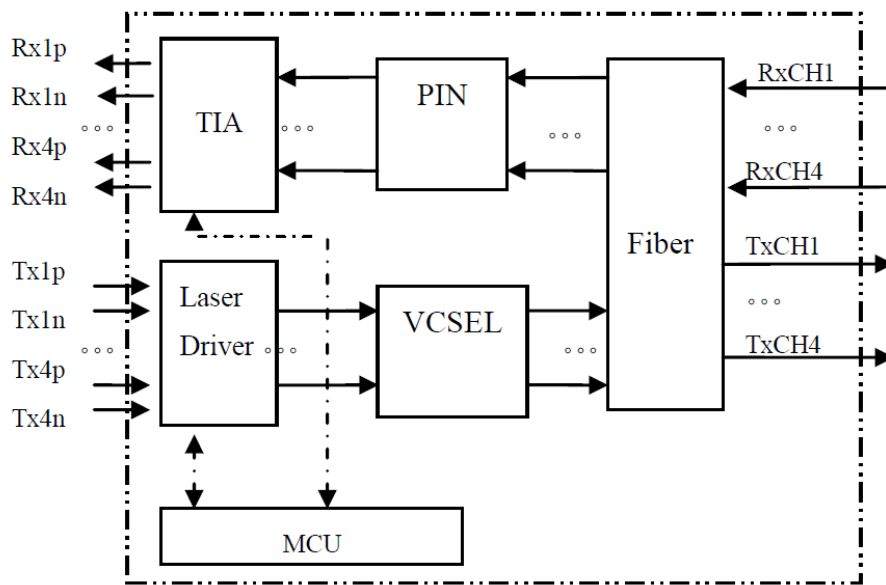 Rx1p
Rx1n
Rx4p
Rx4n
TIA
PIN
RxCH1
RxCH4
Fiber
TxCH1
TxCH4
Tx1p
Tx1n
Tx4p
Tx4n
Laser
Driver
VCSEL
MCU